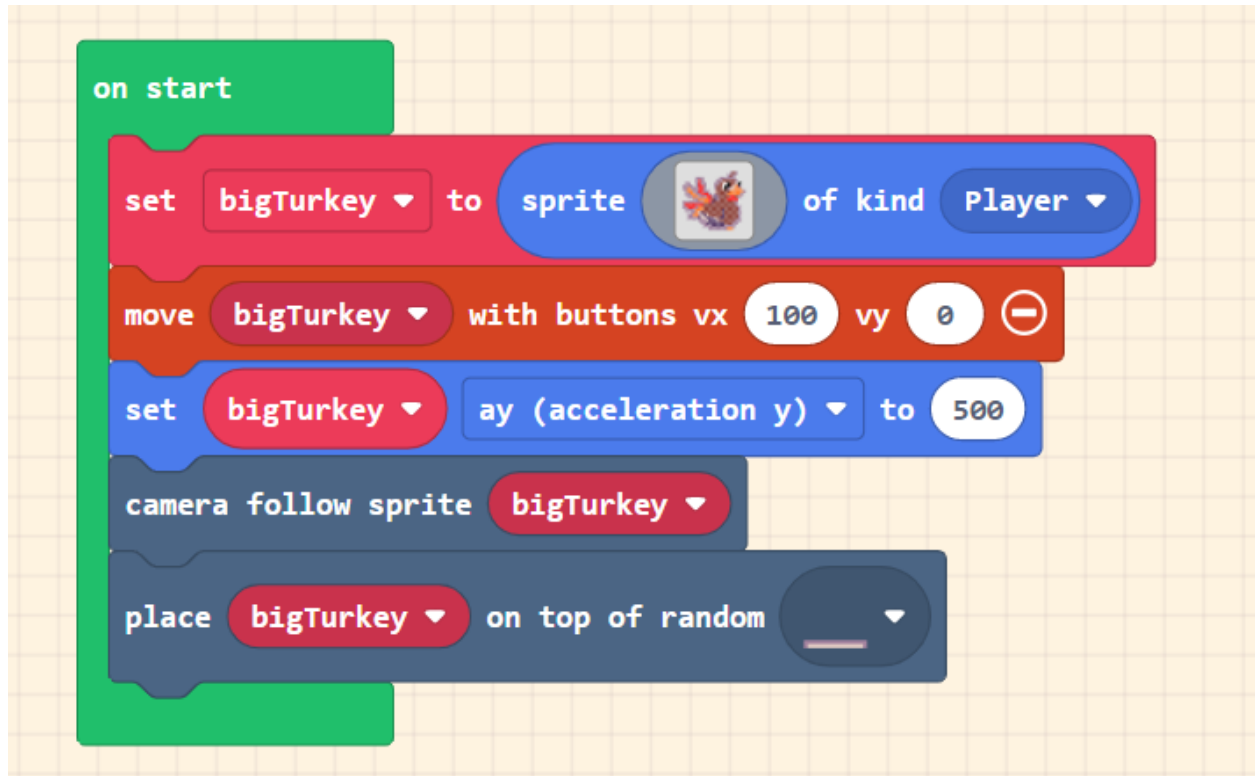 on start
set bigTurkey to sprite of kind Player
move bigTurkey with buttons vx 100 vy 0
set bigTurkey ay (acceleration y) to 500
camera follow sprite bigTurkey
place bigTurkey on top of random